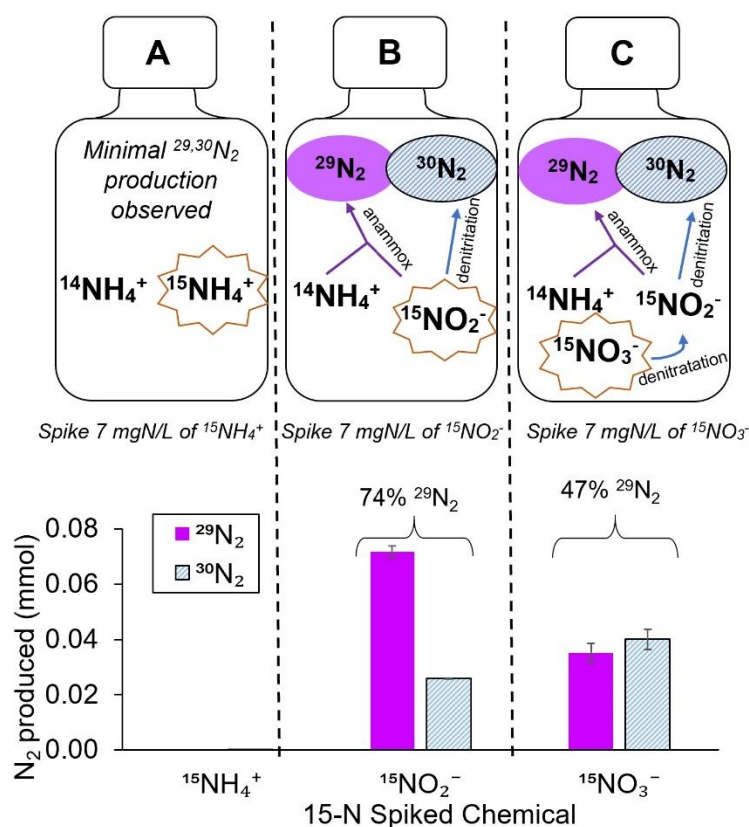 A
B
C
Minimal ²⁹,³⁰N₂
production
observed
¹⁴NH₄⁺
¹⁵NH₄⁺
²⁹N₂
³⁰N₂
anammox
denitritation
¹⁴NH₄⁺
¹⁵NO₂⁻
²⁹N₂
³⁰N₂
anammox
denitritation
¹⁴NH₄⁺
¹⁵NO₂⁻
¹⁵NO₃⁻
denitratation
Spike 7 mgN/L of ¹⁵NH₄⁺
Spike 7 mgN/L of ¹⁵NO₂⁻
Spike 7 mgN/L of ¹⁵NO₃⁻
N₂ produced (mmol)
0.08
0.06
0.04
0.02
0.00
²⁹N₂
³⁰N₂
74% ²⁹N₂
47% ²⁹N₂
¹⁵NH₄⁺
¹⁵NO₂⁻
¹⁵NO₃⁻
15-N Spiked Chemical